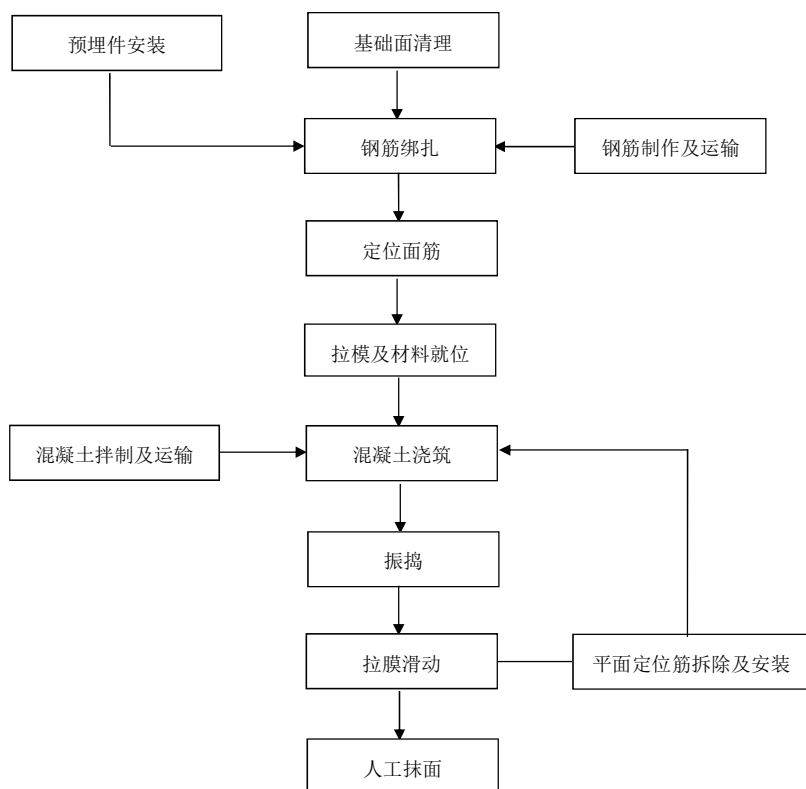 预埋件安装
基础面清理
钢筋绑扎
钢筋制作及运输
定位面筋
拉模及材料就位
混凝土拌制及运输
混凝土浇筑
振捣
拉膜滑动
平面定位筋拆除及安装
人工抹面